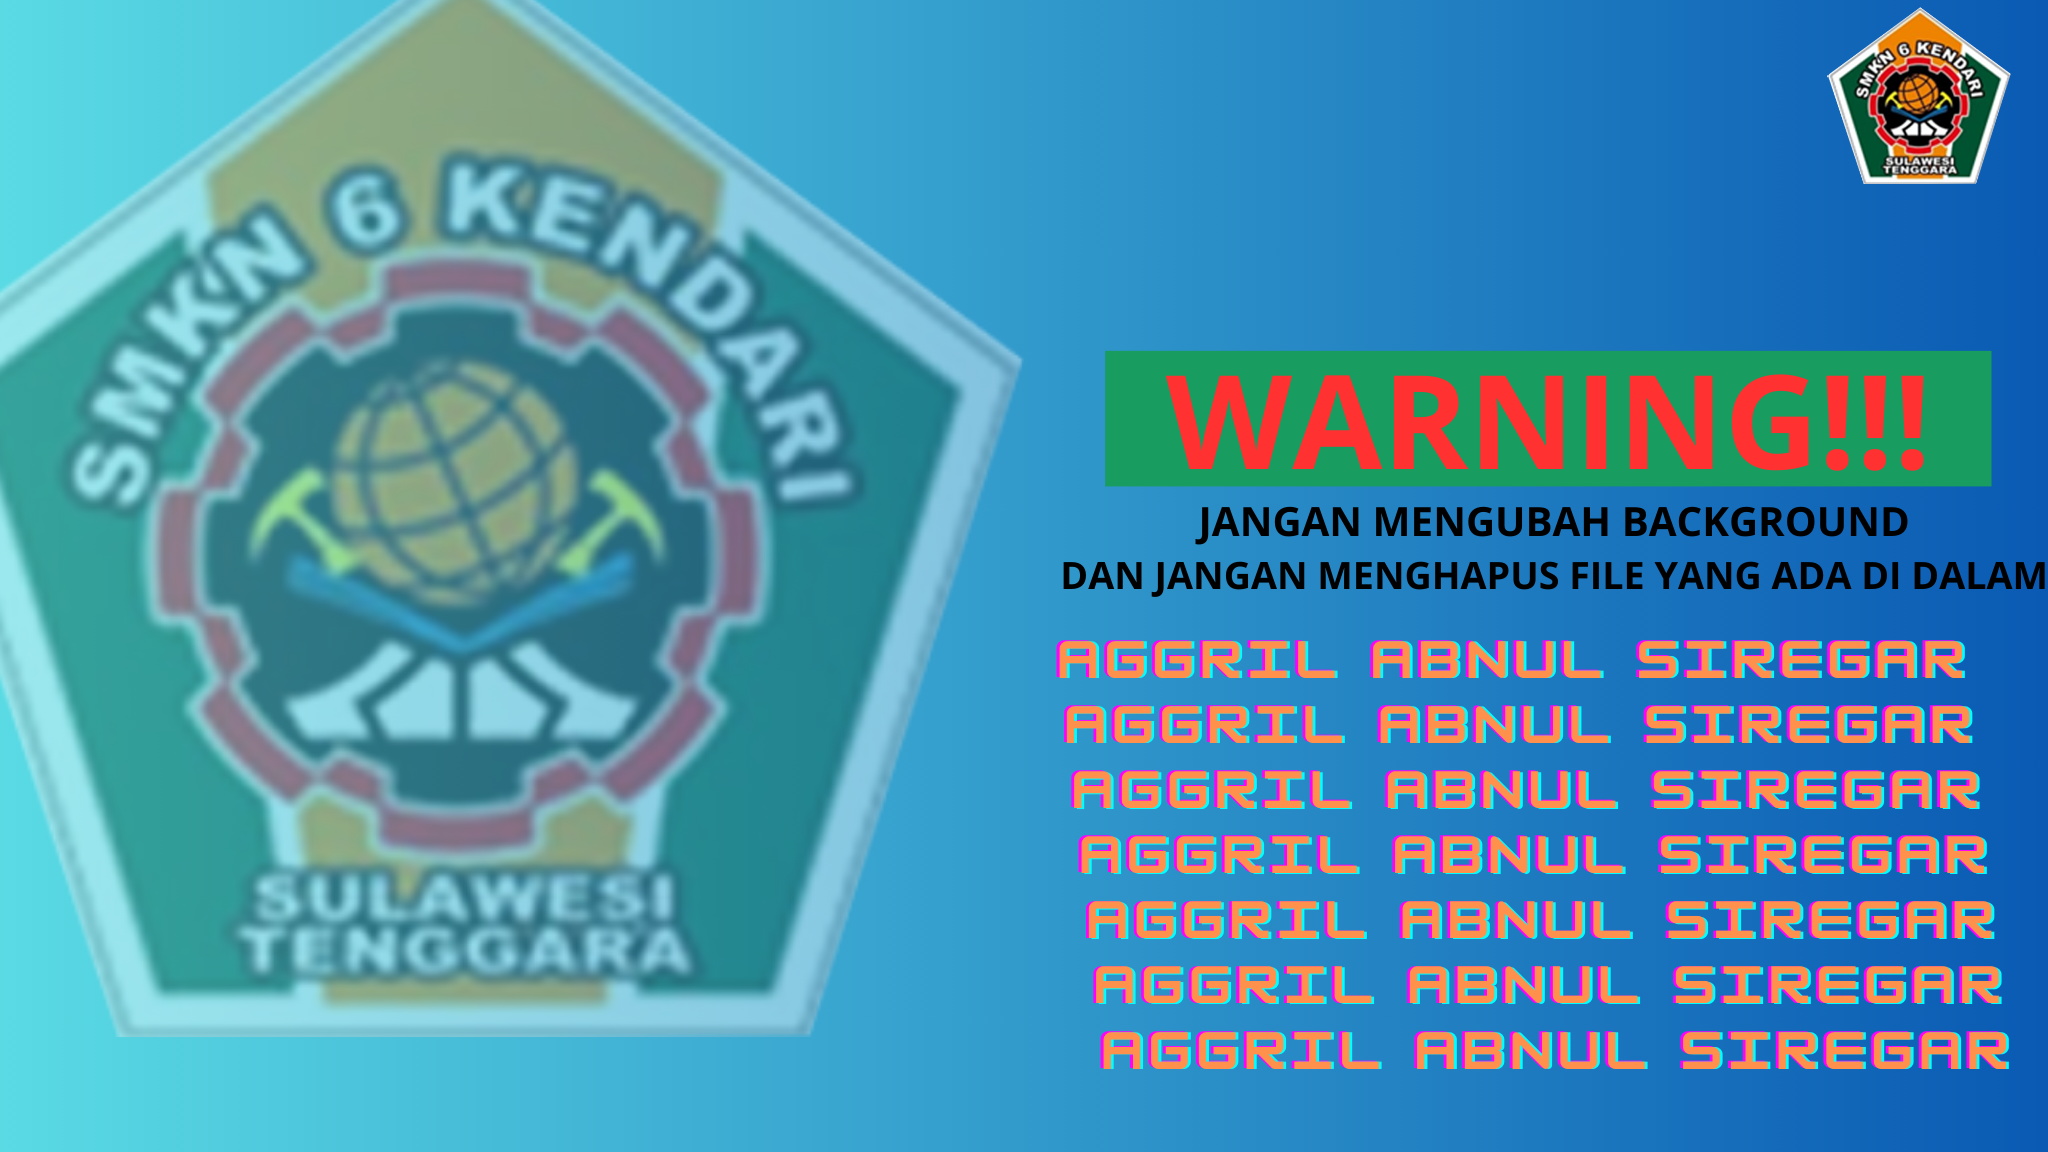 SMKN 6 KENDARI
SULAWESI
TENGGARA
SMKN 6 KENDARI
SULAWESI
TENGGARA
WARNING!!!
JANGAN MENGUBAH BACKGROUND
DAN JANGAN MENGHAPUS FILE YANG ADA DI DALAM
AGGRIL ABNUL SIREGAR
AGGRIL ABNUL SIREGAR
AGGRIL ABNUL SIREGAR
AGGRIL ABNUL SIREGAR
AGGRIL ABNUL SIREGAR
AGGRIL ABNUL SIREGAR
AGGRIL ABNUL SIREGAR